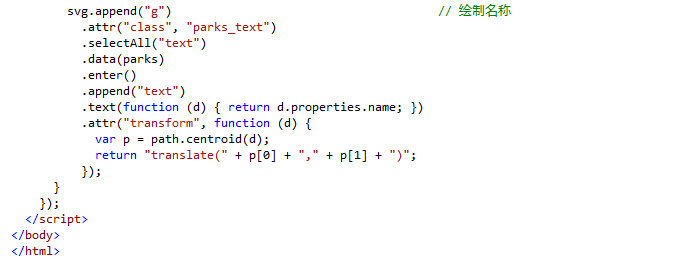 svg.append("g") // 绘制名称
.attr("class", "parks_text")
.selectAll("text")
.data(parks)
.enter()
.append("text")
.text(function (d) { return d.properties.name; })
.attr("transform", function (d) {
var p = path.centroid(d);
return "translate(" + p[0] + "," + p[1] + ")";
});
}
});
</script>
</body>
</html>